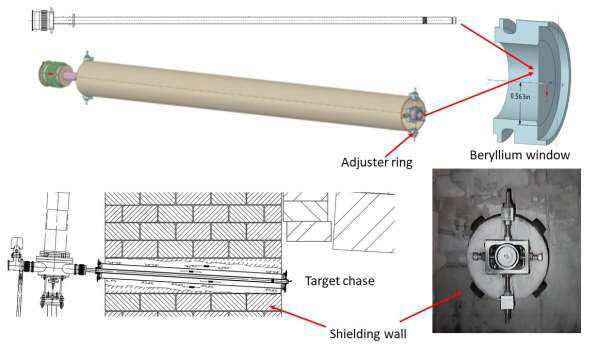 0.563in
Adjuster ring
Beryllium window
Target chase
Shielding wall